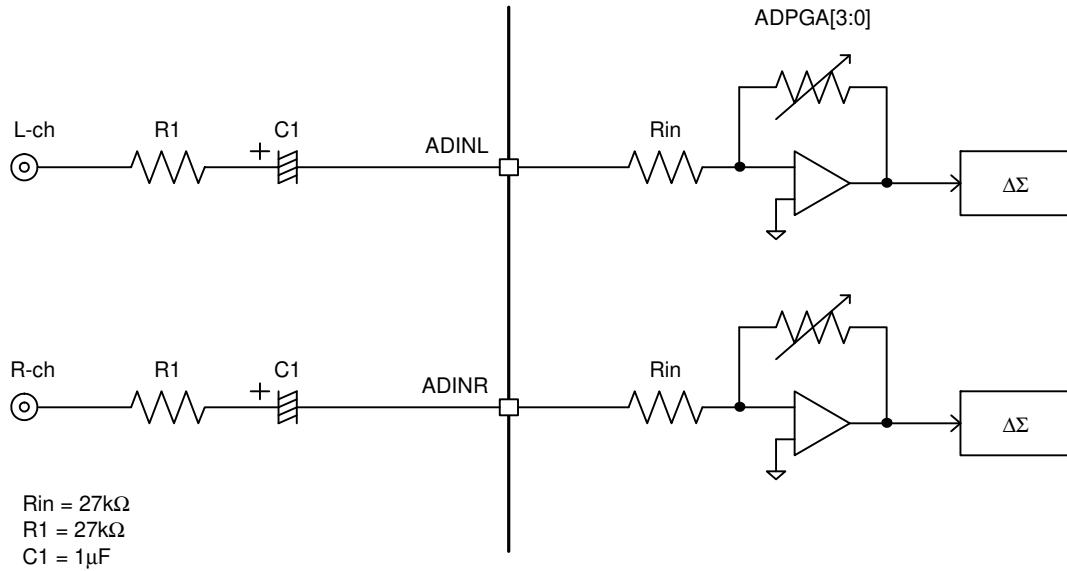 ADPGA[3:0]
L-ch R1 + C1 ADINL Rin ΔΣ
R-ch R1 + C1 ADINR Rin ΔΣ
Rin = 27kΩ
R1 = 27kΩ
C1 = 1μF